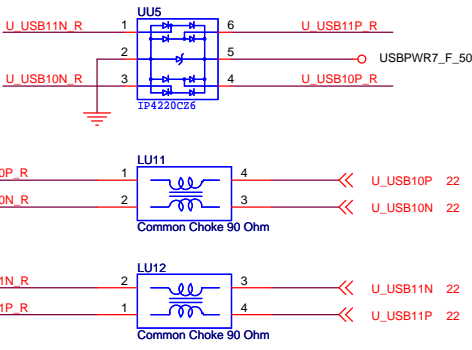 UU5
U_USB11N_R 1 6 U_USB11P_R
2 5 USBPWR7_F_50
U_USB10N_R 3 4 U_USB10P_R
IP4220CZ6
LU11
0P_R 1 4 U_USB10P 22
0N_R 2 3 U_USB10N 22
Common Choke 90 Ohm
LU12
1N_R 2 3 U_USB11N 22
1P_R 1 4 U_USB11P 22
Common Choke 90 Ohm